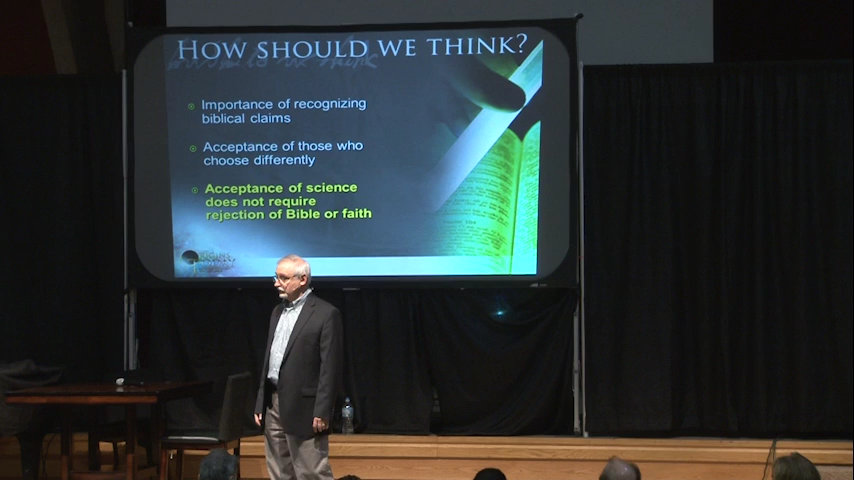 HOW SHOULD WE THINK?
Importance of recognizing
biblical claims
Acceptance of those who
choose differently
Acceptance of science
does not require
rejection of Bible or faith